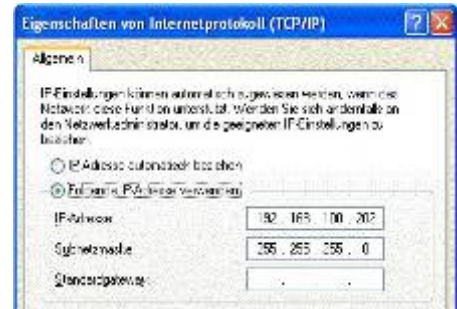 Eigenschaften von Internetprotokoll (TCP/IP)
Allgemein
IP-Einstellungen können automatisch zugewiesen werden, wenn das
Netzwerk diese Funktion unterstützt. Wenden Sie sich andernfalls an
den Netzwerkadministrator, um die geeigneten IP-Einstellungen zu
beziehen.
IP-Adresse automatisch beziehen
Folgende IP-Adresse verwenden:
IP-Adresse: 192 . 168 . 100 . 202
Subnetzmaske: 255 . 255 . 255 . 0
Standardgateway: . . .